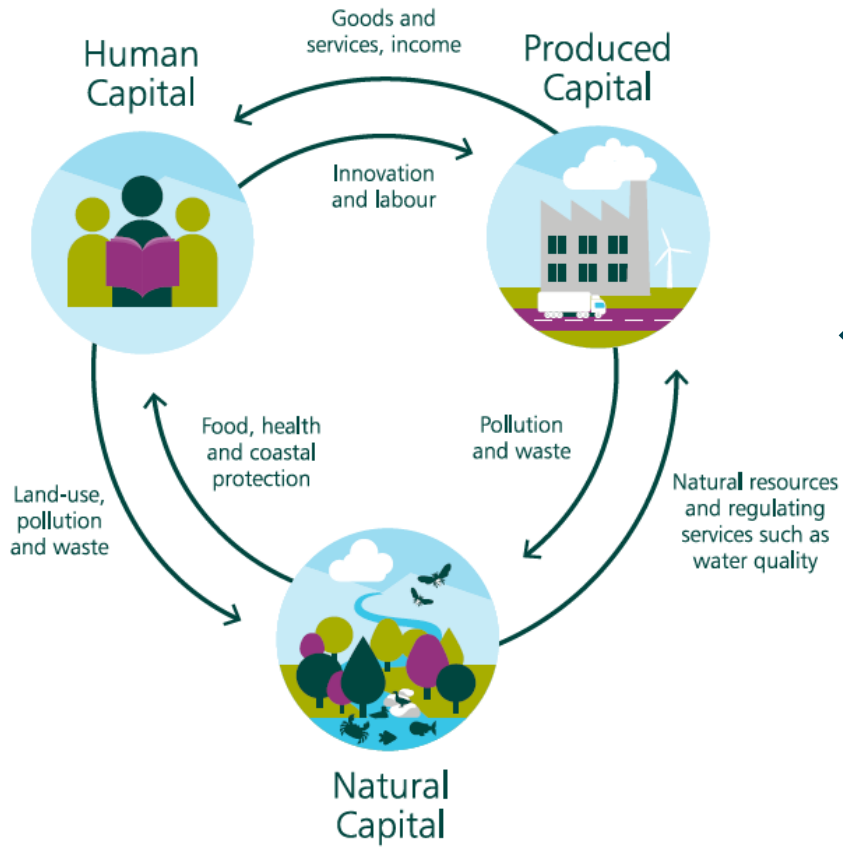 Goods and
services, income
Human
Capital
Produced
Capital
Innovation
and labour
Food, health
and coastal
protection
Pollution
and waste
Land-use,
pollution
and waste
Natural resources
and regulating
services such as
water quality
Natural
Capital